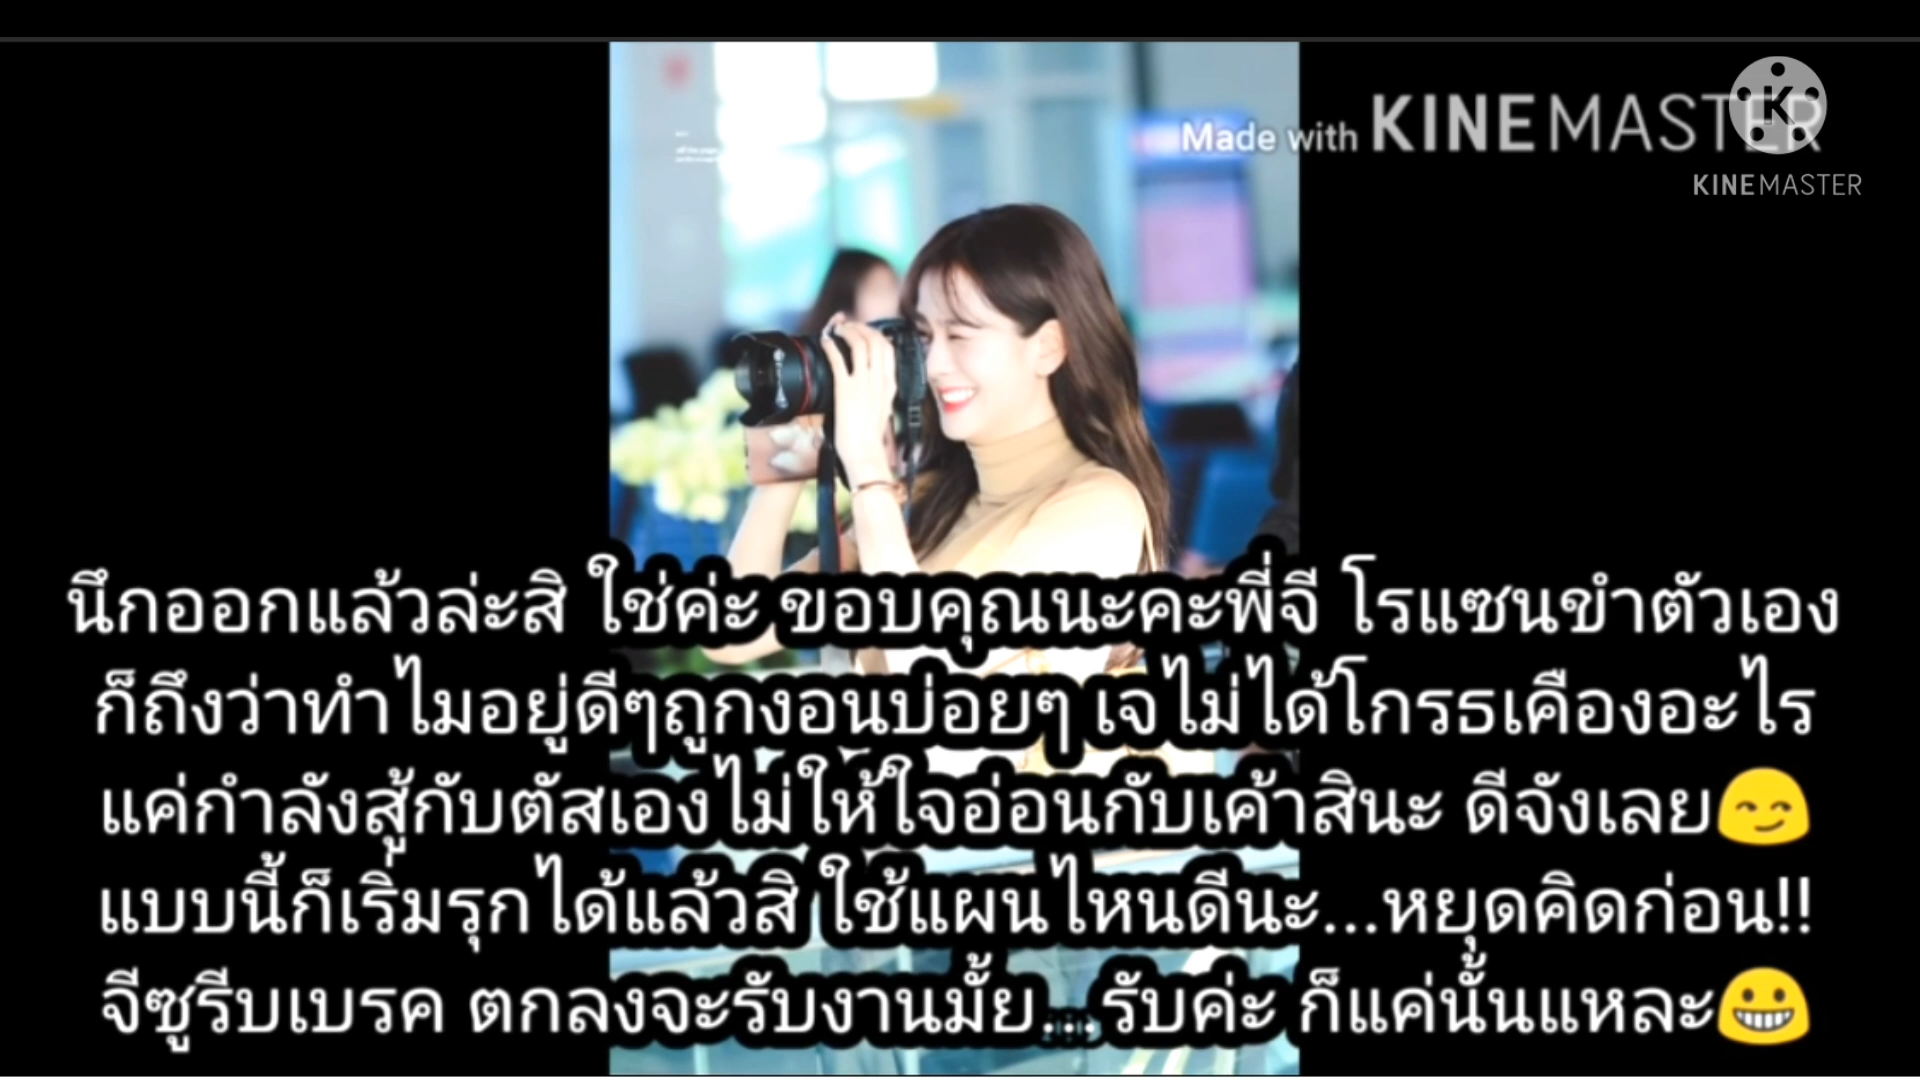 Made with KINEMASTER
KINEMASTER
นึกออกแล้วล่ะสิ ใช่ค่ะ ขอบคุณนะคะพี่จี โรแซนขำตัวเอง
ก็ถึงว่าทำไมอยู่ดีๆถูกงอนบ่อยๆ เจไม่ได้โกรธเคืองอะไร
แค่กำลังสู้กับตัสเองไม่ให้ใจอ่อนกับเค้าสินะ ดีจังเลย😏
แบบนี้ก็เริ่มรุกได้แล้วสิ ใช้แผนไหนดีนะ...หยุดคิดก่อน!!
จีซูรีบเบรค ตกลงจะรับงานมั้ย....รับค่ะ ก็แค่นั้นแหละ😀